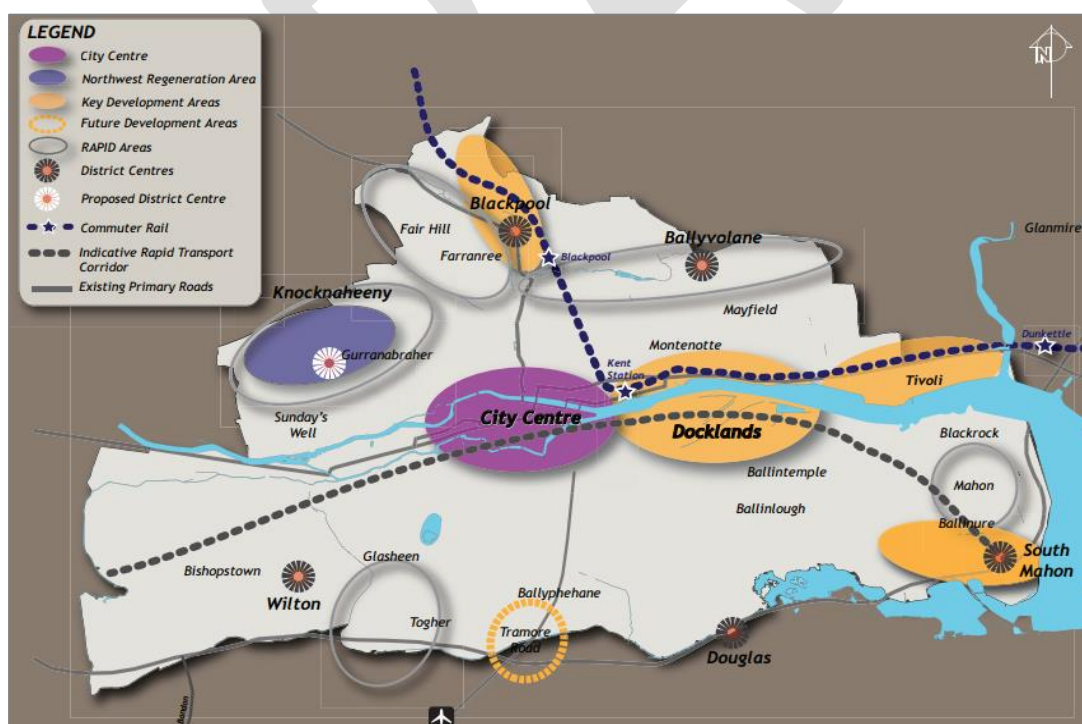 LEGEND
City Centre
Northwest Regeneration Area
Key Development Areas
Future Development Areas
RAPID Areas
District Centres
Proposed District Centre
Commuter Rail
Indicative Rapid Transport
Corridor
Existing Primary Roads
N
Glanmire
Blackpool
Fair Hill
Farranree
Blackpool
Ballyvolane
Knocknaheeny
Mayfield
Gurranabraher
Montenotte
Dunkettle
Kent
Station
Tivoli
Sunday's
Well
City Centre
Docklands
Blackrock
Ballintemple
Mahon
Ballinlough
Ballinure
Glasheen
Bishopstown
South
Mahon
Wilton
Ballyphehane
Togher
Tramore
Road
Douglas
Bandon